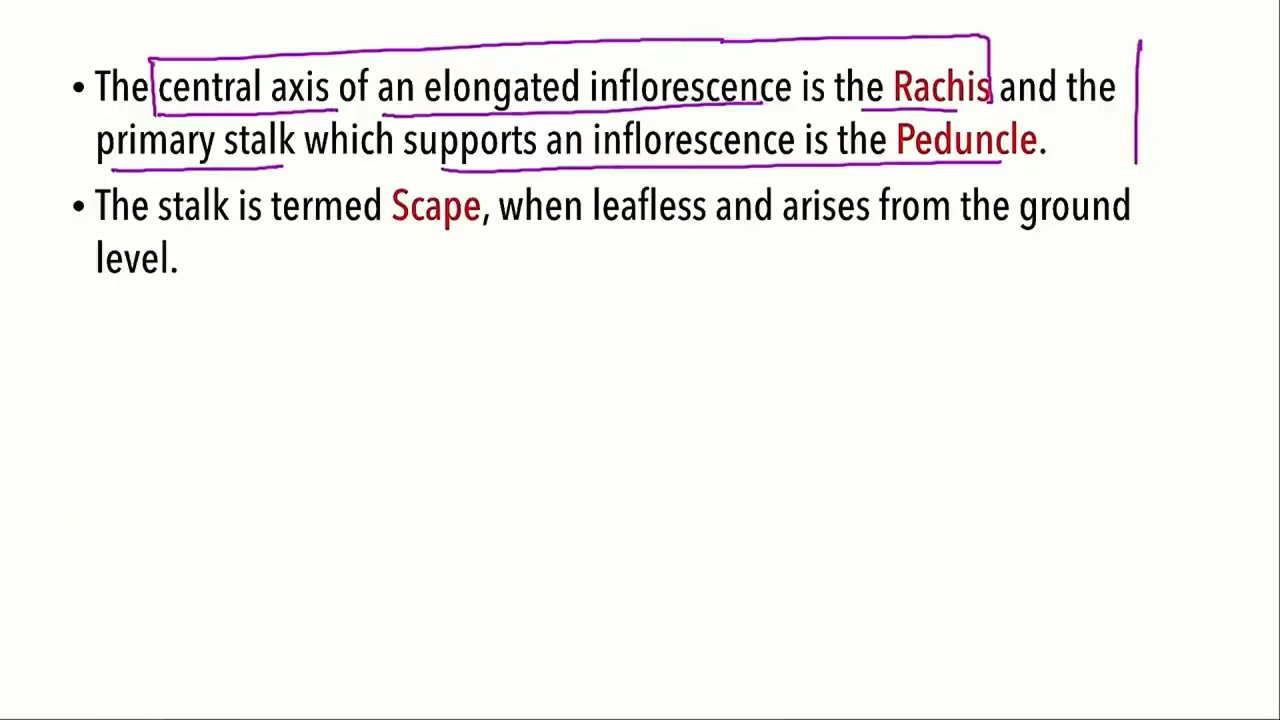 • The central axis of an elongated inflorescence is the Rachis and the
primary stalk which supports an inflorescence is the Peduncle.
• The stalk is termed Scape, when leafless and arises from the ground
level.